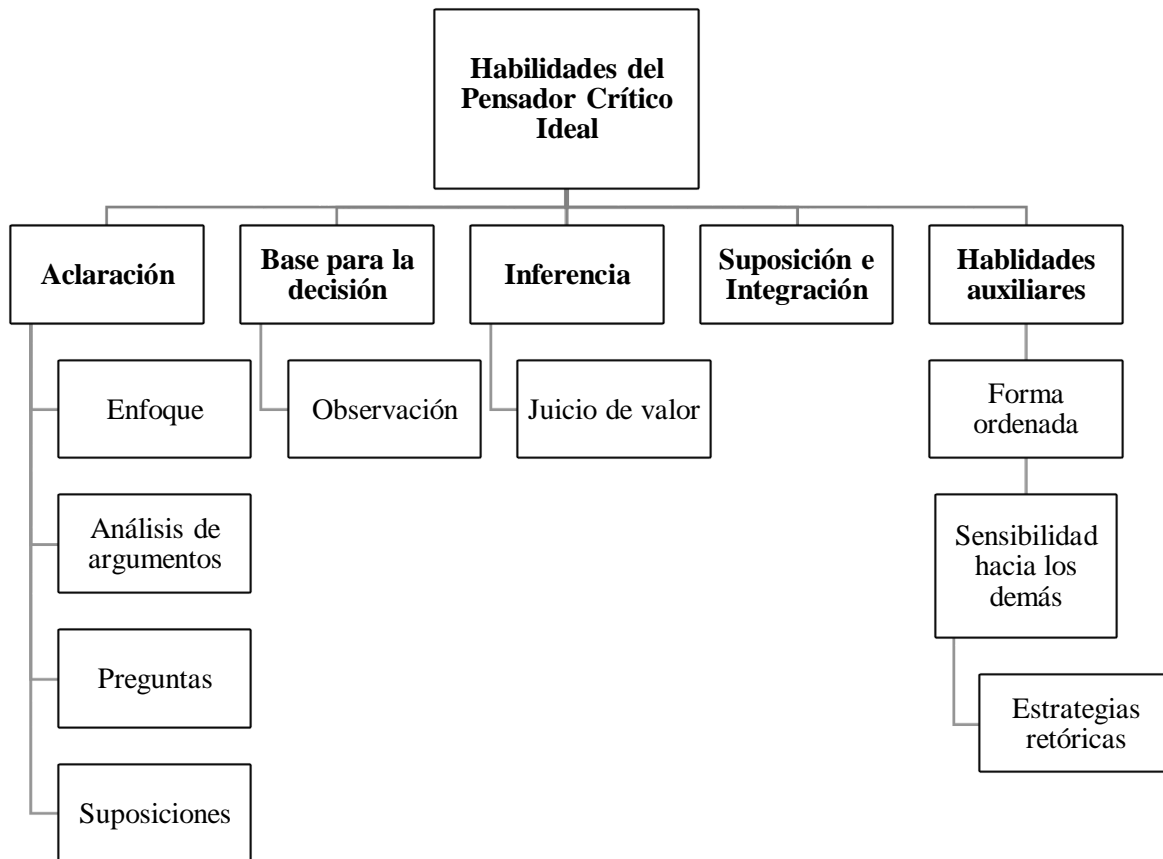 Habilidades del
Pensador Crítico
Ideal
Aclaración
Base para la
decisión
Inferencia
Suposición e
Integración
Hablidades
auxiliares
Enfoque
Observación
Juicio de valor
Forma
ordenada
Análisis de
argumentos
Sensibilidad
hacia los
demás
Preguntas
Estrategias
retóricas
Suposiciones